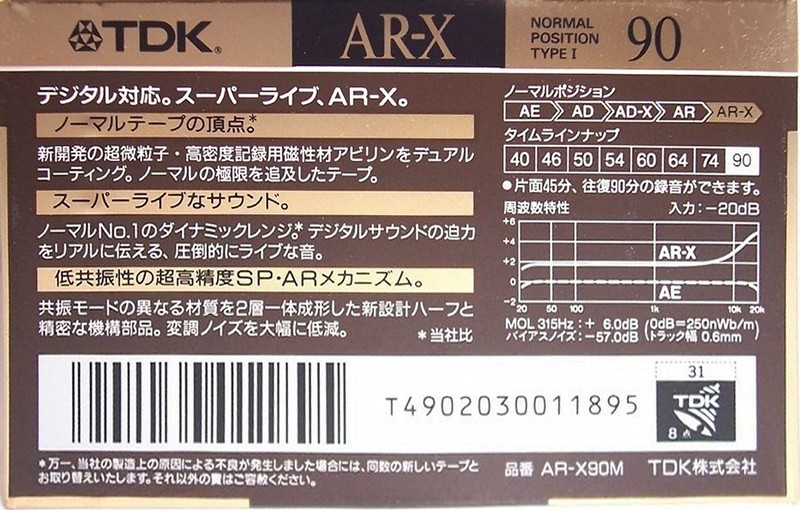 TDK®
AR-X
NORMAL
POSITION
TYPE I
90
デジタル対応。スーパーライブ、AR-X。
ノーマルテープの頂点。*
新開発の超微粒子・高密度記録用磁性材アビリンをデュアル
コーティング。ノーマルの極限を追及したテープ。
スーパーライブなサウンド。
ノーマルNo.1のダイナミックレンジ。*デジタルサウンドの迫力
をリアルに伝える、圧倒的にライブな音。
低共振性の超高精度SP・ARメカニズム。
共振モードの異なる材質を2層一体成形した新設計ハーフと
精密な機構部品。変調ノイズを大幅に低減。
*当社比
ノーマルポジション
AE AD AD-X AR AR-X
タイムラインナップ
40 46 50 54 60 64 74 90
●片面45分、往復90分の録音ができます。
周波数特性 入力:−20dB
+6
+4
+2
0
−2
AR-X
AE
20 50 100 1k 10k 20k
MOL 315Hz:+ 6.0dB (0dB=250nWb/m)
バイアスノイズ:−57.0dB (トラック幅 0.6mm)
T4902030011895
31
TDK
8
*万一、当社の製造上の原因による不良が発生しました場合には、同数の新しいテープと
お取り替えいたします。それ以外の責はご容赦ください。
品番 AR-X90M TDK株式会社